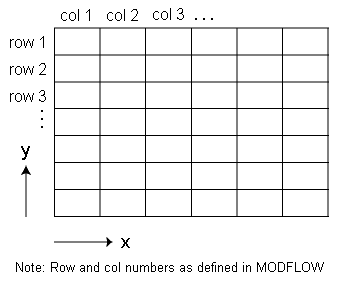 col 1 col 2 col 3 ...
row 1
row 2
row 3
⋮
y
x
Note: Row and col numbers as defined in MODFLOW